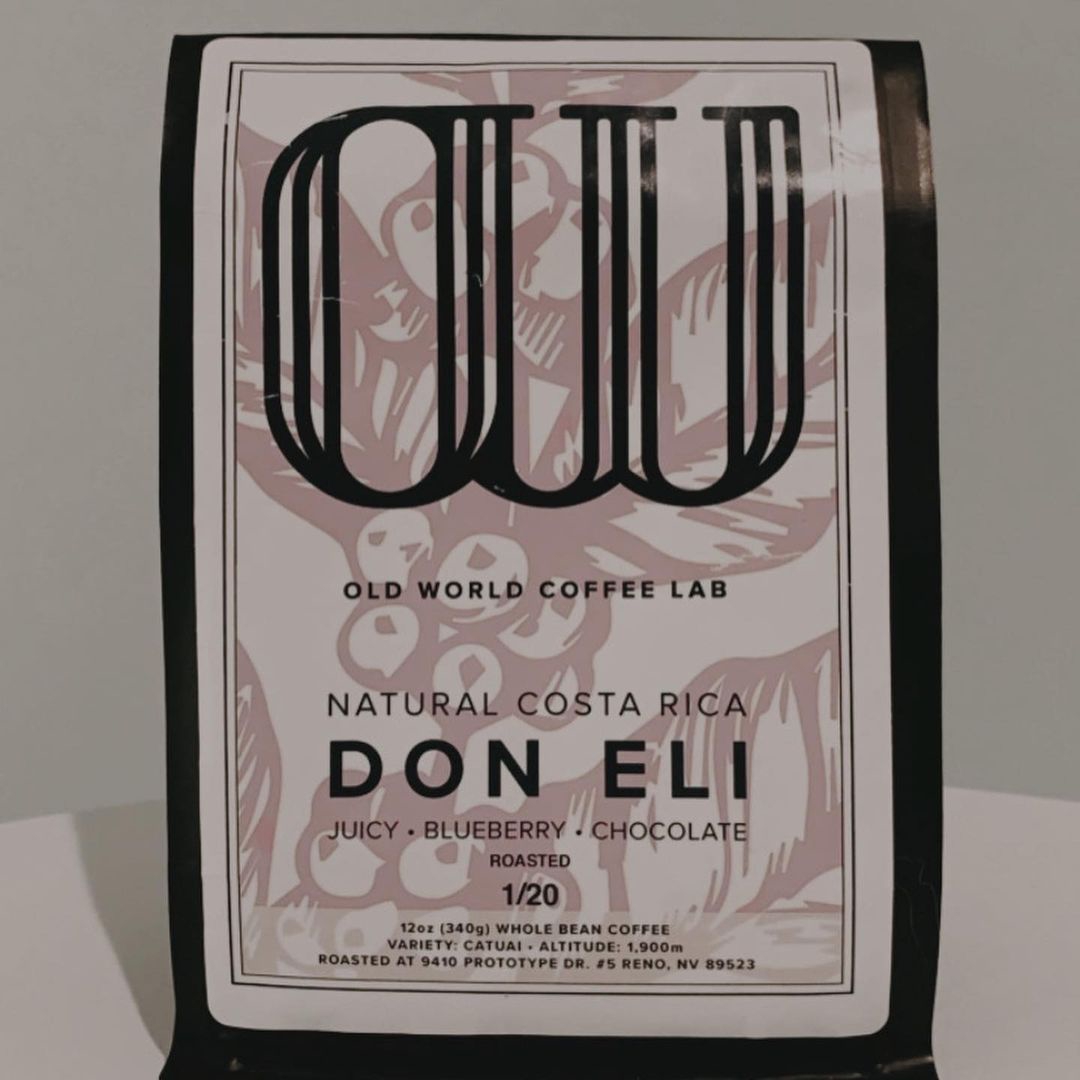 OW
OLD WORLD COFFEE LAB
NATURAL COSTA RICA
DON ELI
JUICY • BLUEBERRY • CHOCOLATE
ROASTED
1/20
12oz (340g) WHOLE BEAN COFFEE
VARIETY: CATUAI • ALTITUDE: 1,900m
ROASTED AT 9410 PROTOTYPE DR. #5 RENO, NV 89523